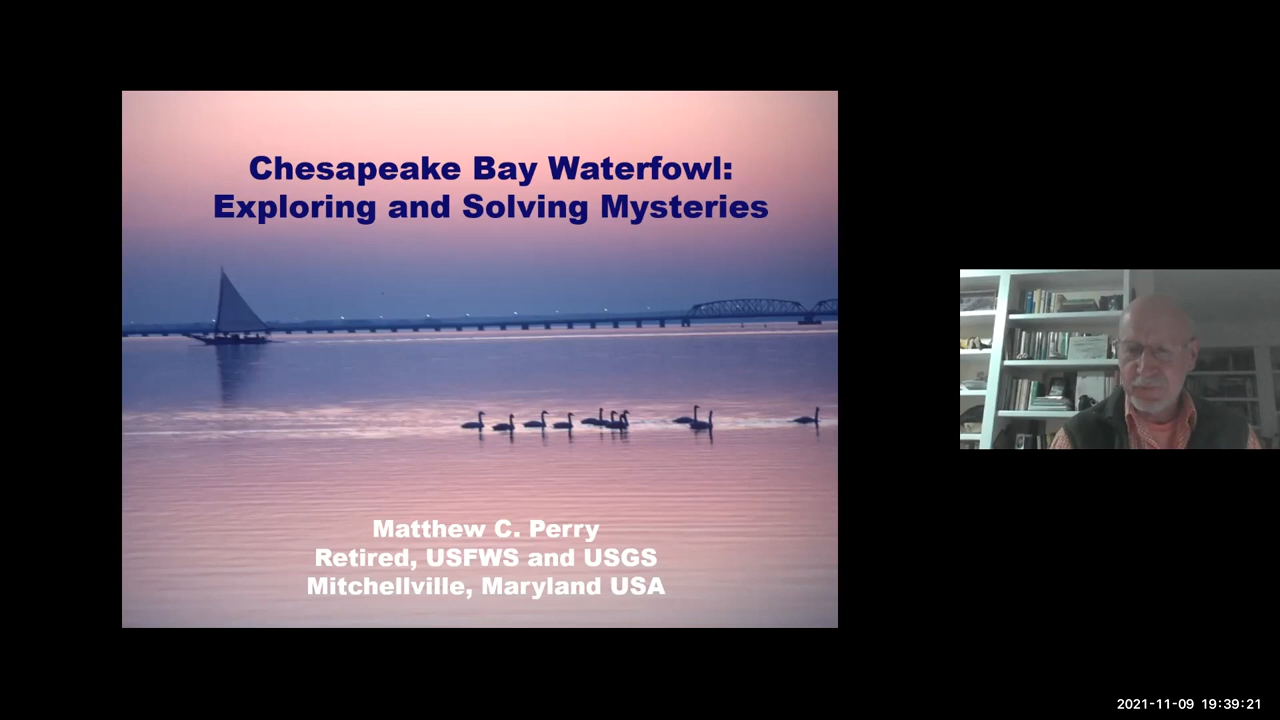 Chesapeake Bay Waterfowl:
Exploring and Solving Mysteries
Matthew C. Perry
Retired, USFWS and USGS
Mitchellville, Maryland USA
2021-11-09 19:39:21